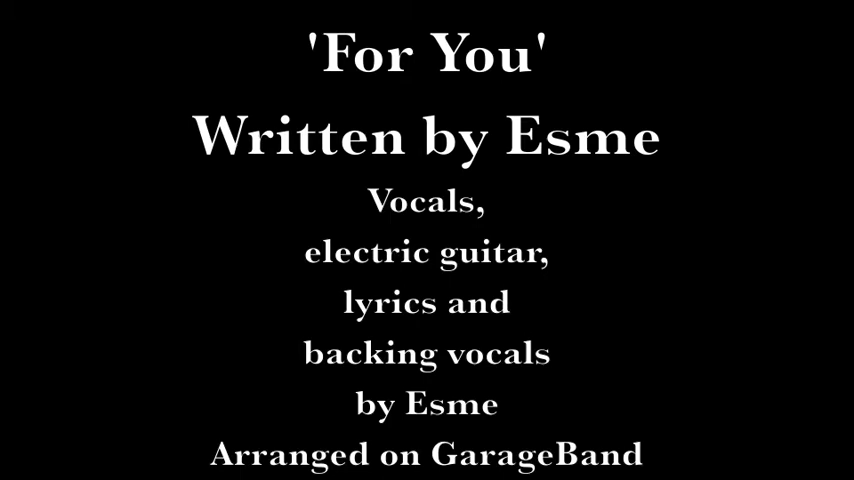 'For You'
Written by Esme
Vocals,
electric guitar,
lyrics and
backing vocals
by Esme
Arranged on GarageBand